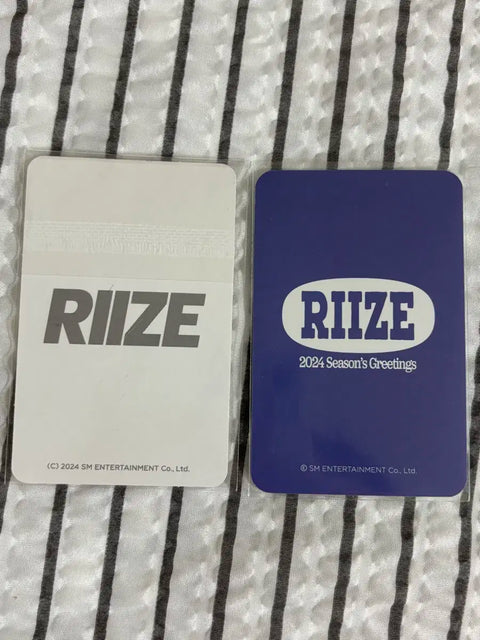 RIIZE
(C) 2024 SM ENTERTAINMENT Co., Ltd.
RIIZE
2024 Season's Greetings
© SM ENTERTAINMENT Co., Ltd.